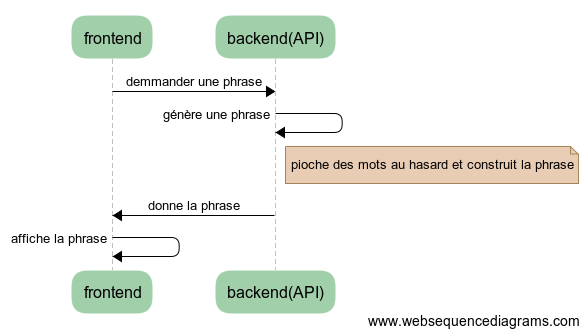 frontend
backend(API)
demmander une phrase
génère une phrase
pioche des mots au hasard et construit la phrase
donne la phrase
affiche la phrase
frontend
backend(API)
www.websequencediagrams.com